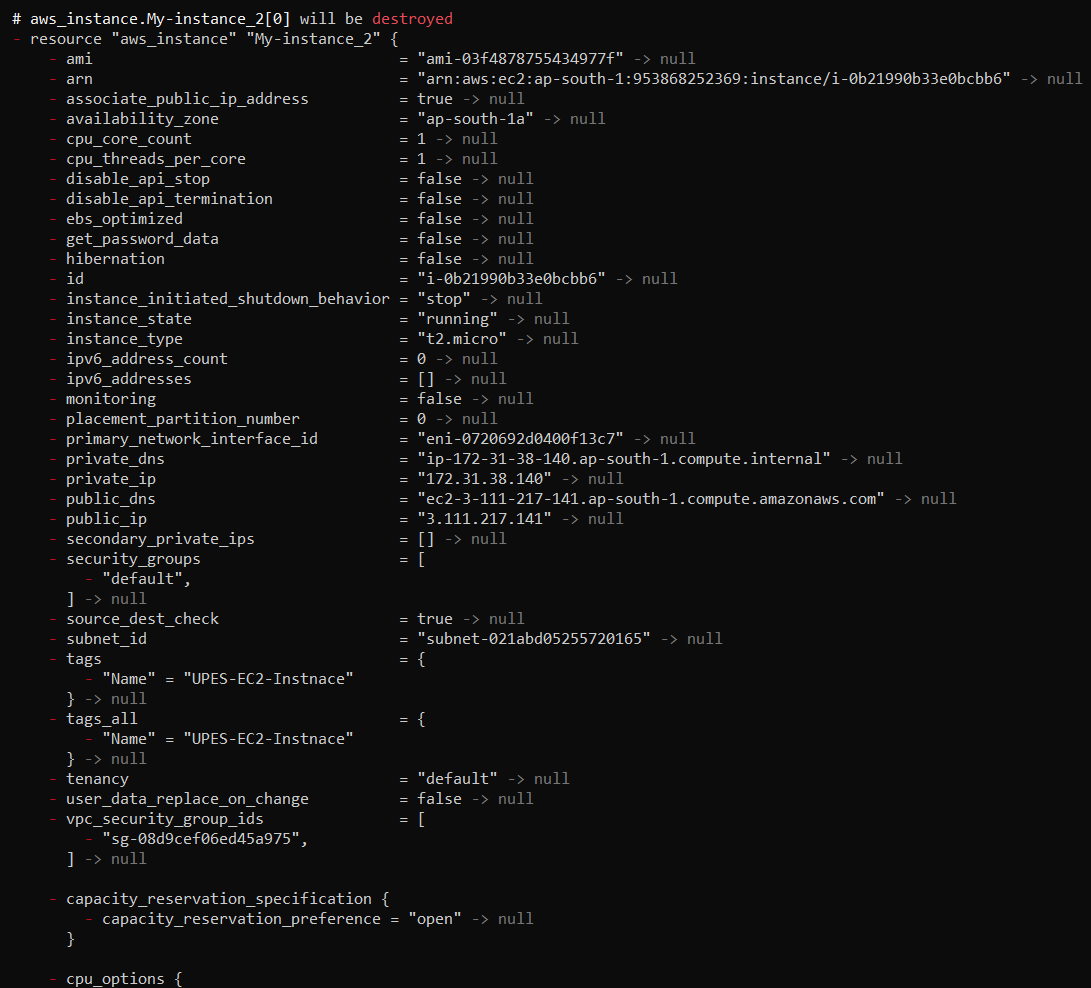 # aws_instance.My-instance_2[0] will be destroyed
- resource "aws_instance" "My-instance_2" {
    - ami                                  = "ami-03f4878755434977f" -> null
    - arn                                  = "arn:aws:ec2:ap-south-1:953868252369:instance/i-0b21990b33e0bcbb6" -> null
    - associate_public_ip_address          = true -> null
    - availability_zone                    = "ap-south-1a" -> null
    - cpu_core_count                       = 1 -> null
    - cpu_threads_per_core                 = 1 -> null
    - disable_api_stop                     = false -> null
    - disable_api_termination              = false -> null
    - ebs_optimized                        = false -> null
    - get_password_data                    = false -> null
    - hibernation                          = false -> null
    - id                                   = "i-0b21990b33e0bcbb6" -> null
    - instance_initiated_shutdown_behavior = "stop" -> null
    - instance_state                       = "running" -> null
    - instance_type                        = "t2.micro" -> null
    - ipv6_address_count                   = 0 -> null
    - ipv6_addresses                       = [] -> null
    - monitoring                           = false -> null
    - placement_partition_number           = 0 -> null
    - primary_network_interface_id         = "eni-0720692d0400f13c7" -> null
    - private_dns                          = "ip-172-31-38-140.ap-south-1.compute.internal" -> null
    - private_ip                           = "172.31.38.140" -> null
    - public_dns                           = "ec2-3-111-217-141.ap-south-1.compute.amazonaws.com" -> null
    - public_ip                            = "3.111.217.141" -> null
    - secondary_private_ips                = [] -> null
    - security_groups                      = [
        - "default",
      ] -> null
    - source_dest_check                    = true -> null
    - subnet_id                            = "subnet-021abd05255720165" -> null
    - tags                                 = {
        - "Name" = "UPES-EC2-Instnace"
      } -> null
    - tags_all                             = {
        - "Name" = "UPES-EC2-Instnace"
      } -> null
    - tenancy                              = "default" -> null
    - user_data_replace_on_change          = false -> null
    - vpc_security_group_ids               = [
        - "sg-08d9cef06ed45a975",
      ] -> null
    - capacity_reservation_specification {
        - capacity_reservation_preference = "open" -> null
      }
    - cpu_options {